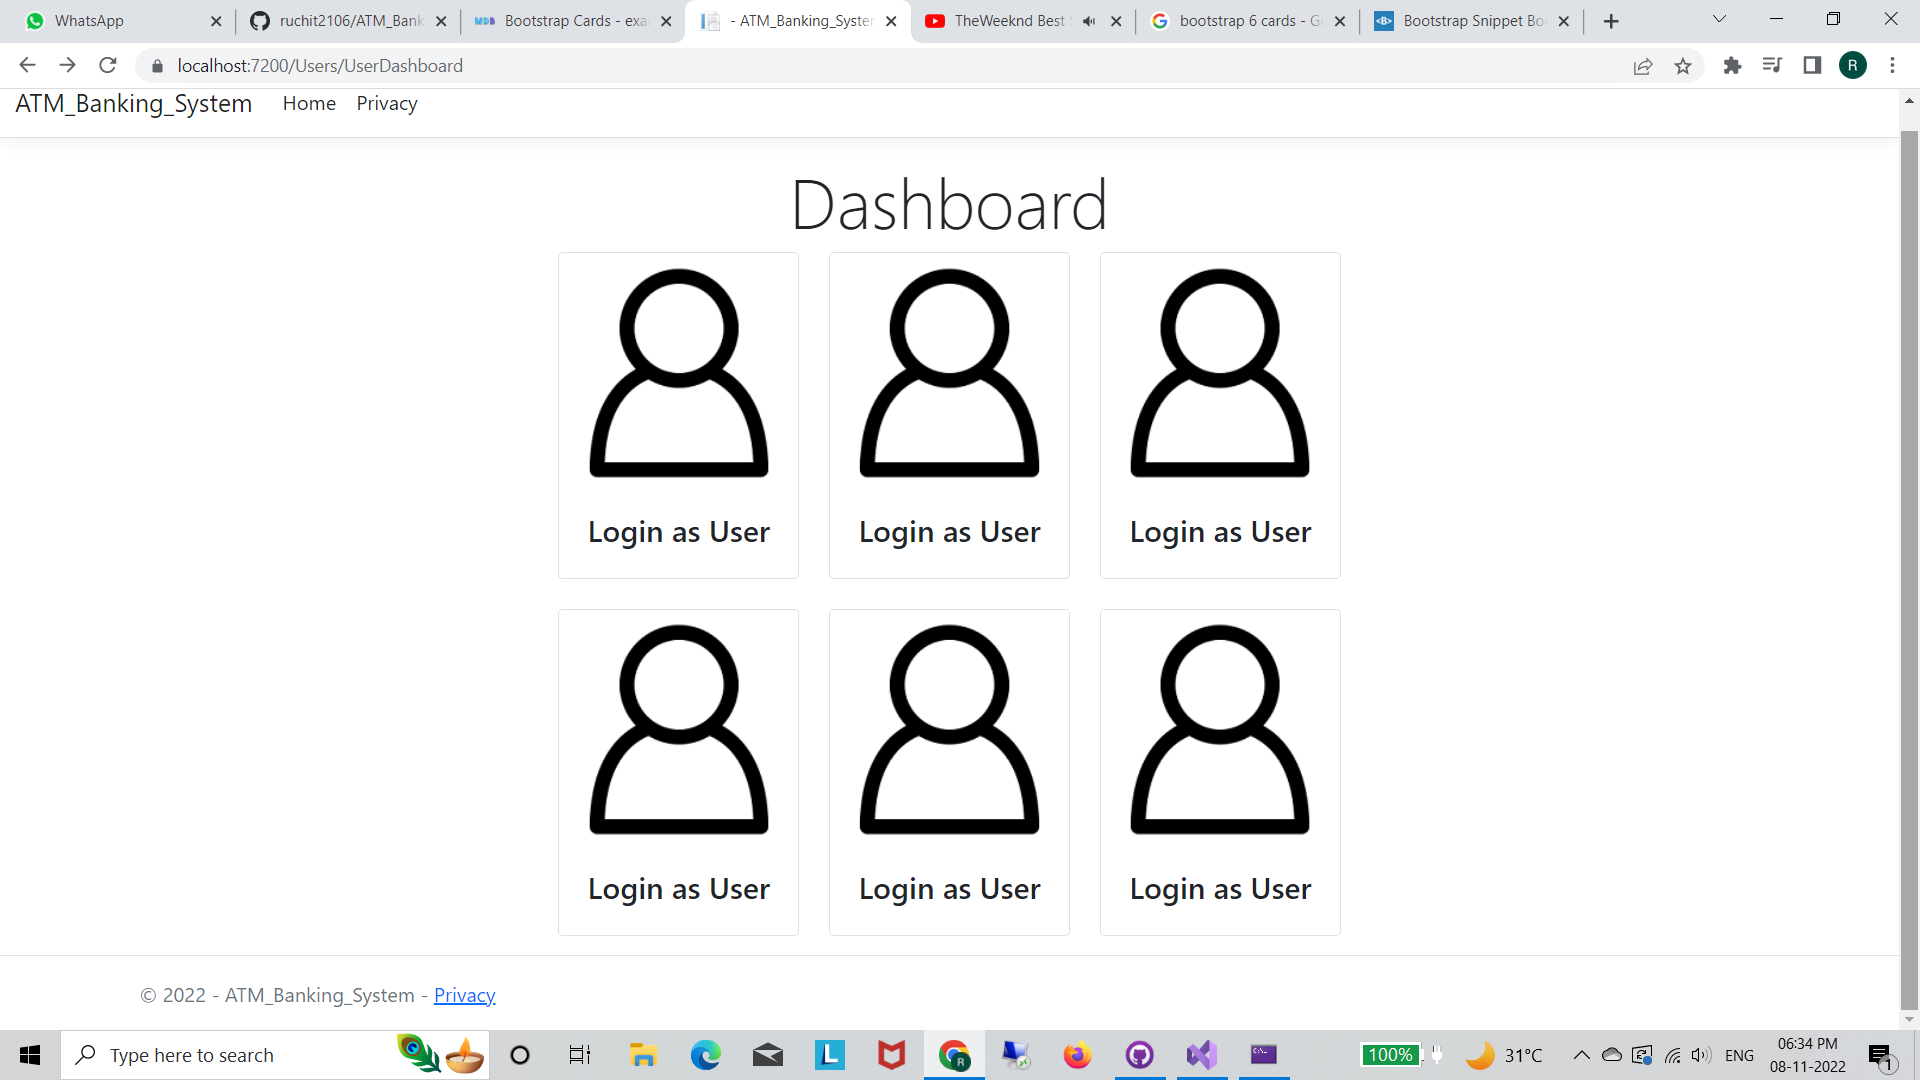 WhatsApp
ruchit2106/ATM_Bank
MDB Bootstrap Cards - exa
- ATM_Banking_System
TheWeeknd Best
bootstrap 6 cards - G
Bootstrap Snippet Bo
localhost:7200/Users/UserDashboard
R
ATM_Banking_System Home Privacy
Dashboard
Login as User Login as User Login as User
Login as User Login as User Login as User
© 2022 - ATM_Banking_System - Privacy
Type here to search
L
R
100%
31°C
ENG
06:34 PM
08-11-2022
1